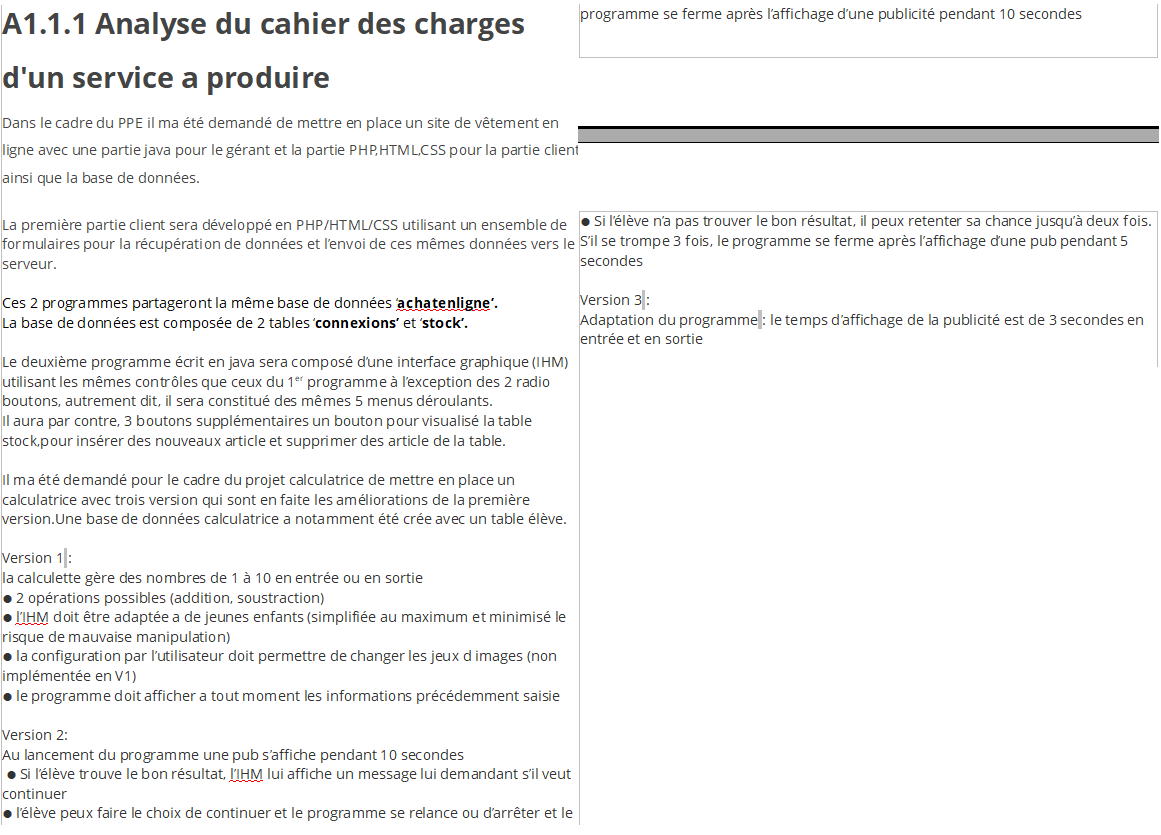 A1.1.1 Analyse du cahier des charges
d'un service a produire
Dans le cadre du PPE il ma été demandé de mettre en place un site de vêtement en
ligne avec une partie java pour le gérant et la partie PHP,HTML,CSS pour la partie client
ainsi que la base de données.
La première partie client sera développé en PHP/HTML/CSS utilisant un ensemble de
formulaires pour la récupération de données et l’envoi de ces mêmes données vers le
serveur.
Ces 2 programmes partageront la même base de données ‘achatenligne’.
La base de données est composée de 2 tables ‘connexions’ et ‘stock’.
Le deuxième programme écrit en java sera composé d’une interface graphique (IHM)
utilisant les mêmes contrôles que ceux du 1er programme à l’exception des 2 radio
boutons, autrement dit, il sera constitué des mêmes 5 menus déroulants.
Il aura par contre, 3 boutons supplémentaires un bouton pour visualisé la table
stock,pour insérer des nouveaux article et supprimer des article de la table.
Il ma été demandé pour le cadre du projet calculatrice de mettre en place un
calculatrice avec trois version qui sont en faite les améliorations de la première
version.Une base de données calculatrice a notamment été crée avec un table élève.
Version 1 :
la calculette gère des nombres de 1 à 10 en entrée ou en sortie
● 2 opérations possibles (addition, soustraction)
● l’IHM doit être adaptée a de jeunes enfants (simplifiée au maximum et minimisé le
risque de mauvaise manipulation)
● la configuration par l’utilisateur doit permettre de changer les jeux d images (non
implémentée en V1)
● le programme doit afficher a tout moment les informations précédemment saisie
Version 2:
Au lancement du programme une pub s’affiche pendant 10 secondes
● Si l’élève trouve le bon résultat, l’IHM lui affiche un message lui demandant s’il veut
continuer
● l’élève peux faire le choix de continuer et le programme se relance ou d’arrêter et le
programme se ferme après l’affichage d’une publicité pendant 10 secondes
● Si l’élève n’a pas trouver le bon résultat, il peux retenter sa chance jusqu’à deux fois.
S’il se trompe 3 fois, le programme se ferme après l’affichage d’une pub pendant 5
secondes
Version 3 :
Adaptation du programme : le temps d’affichage de la publicité est de 3 secondes en
entrée et en sortie